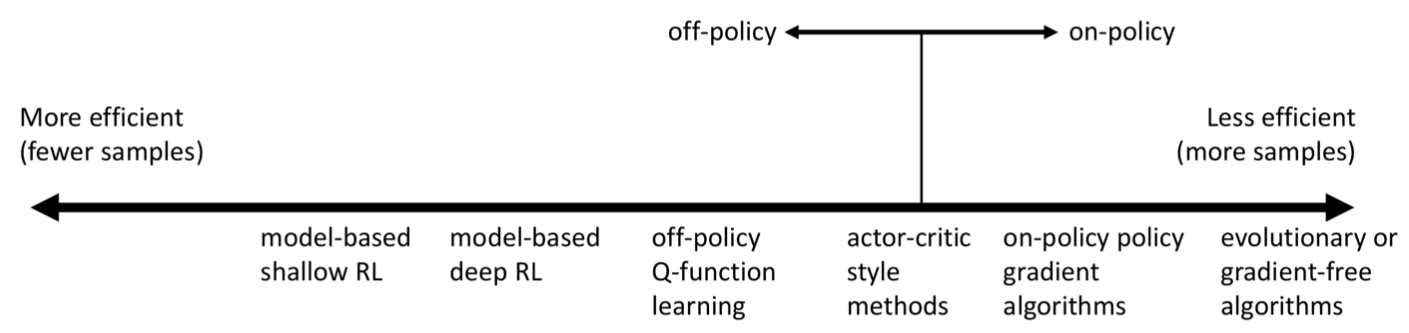 off-policy
on-policy
More efficient
(fewer samples)
Less efficient
(more samples)
model-based
shallow RL
model-based
deep RL
off-policy
Q-function
learning
actor-critic
style
methods
on-policy policy
gradient
algorithms
evolutionary or
gradient-free
algorithms